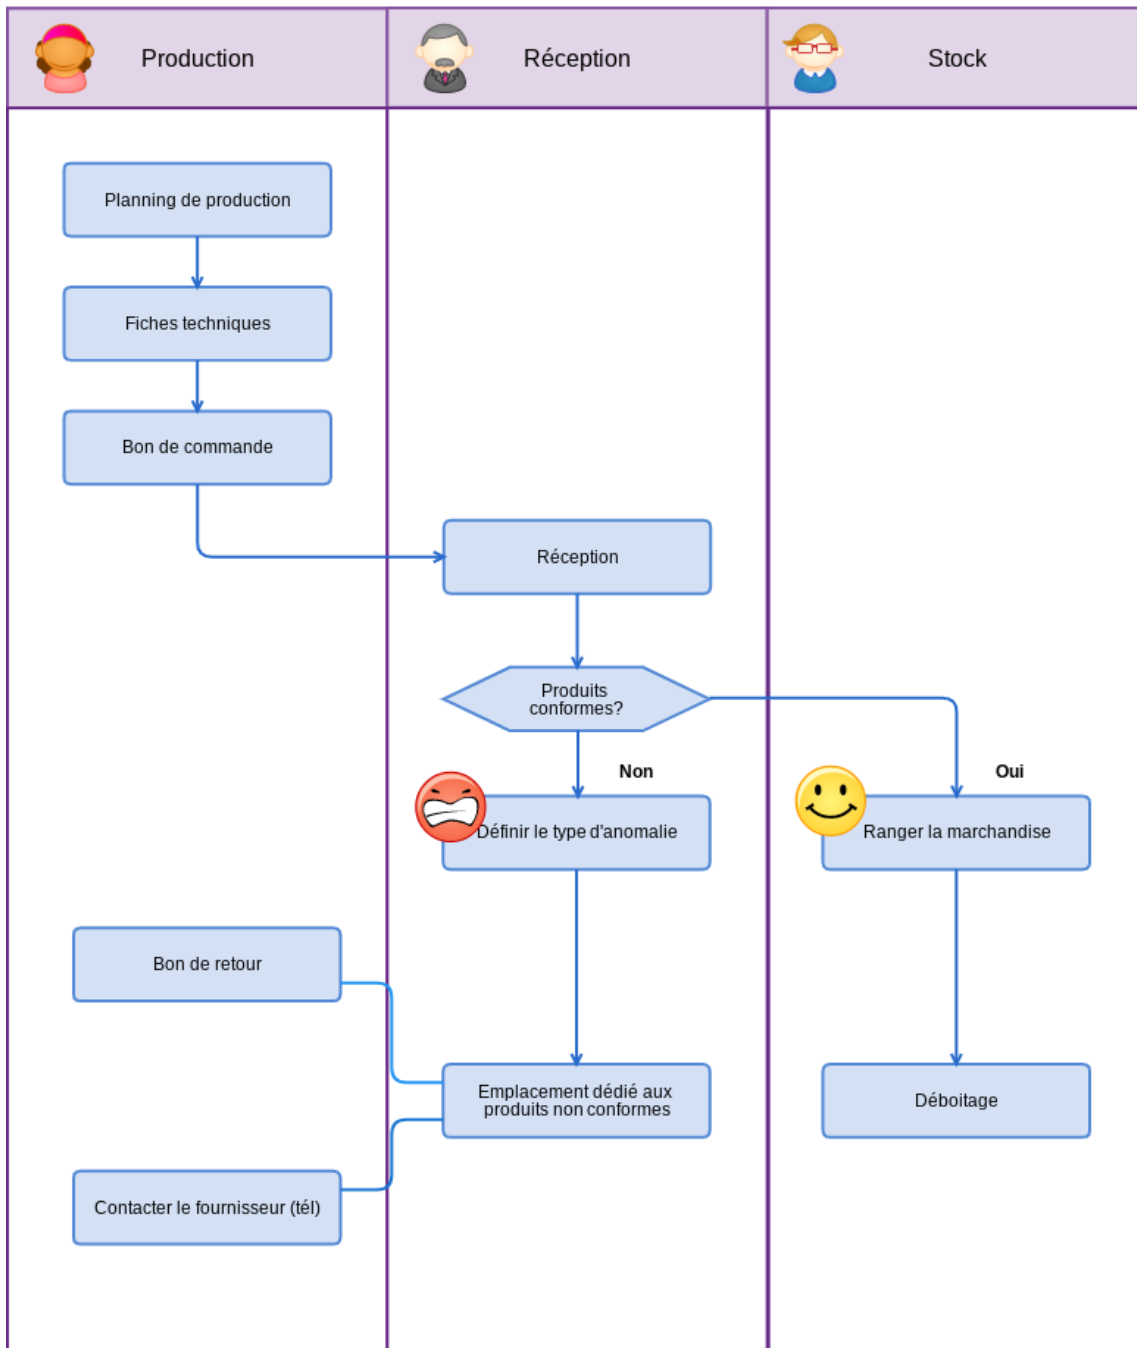 Production
Réception
Stock
Planning de production
Fiches techniques
Bon de commande
Réception
Produits
conformes?
Non
Oui
Définir le type d'anomalie
Ranger la marchandise
Bon de retour
Emplacement dédié aux
produits non conformes
Déboitage
Contacter le fournisseur (tél)